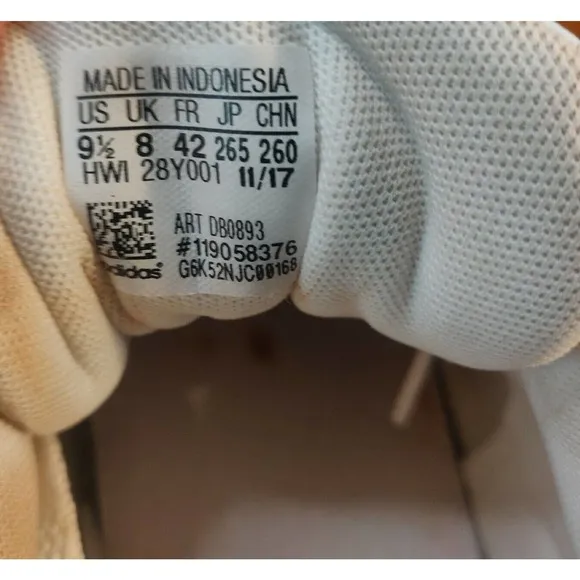 MADE IN INDONESIA
US UK FR JP CHN
9½ 8 42 265 260
HWI 28Y001 11/17
ART DB0893
#119058376
G6K52NJC00168
adidas